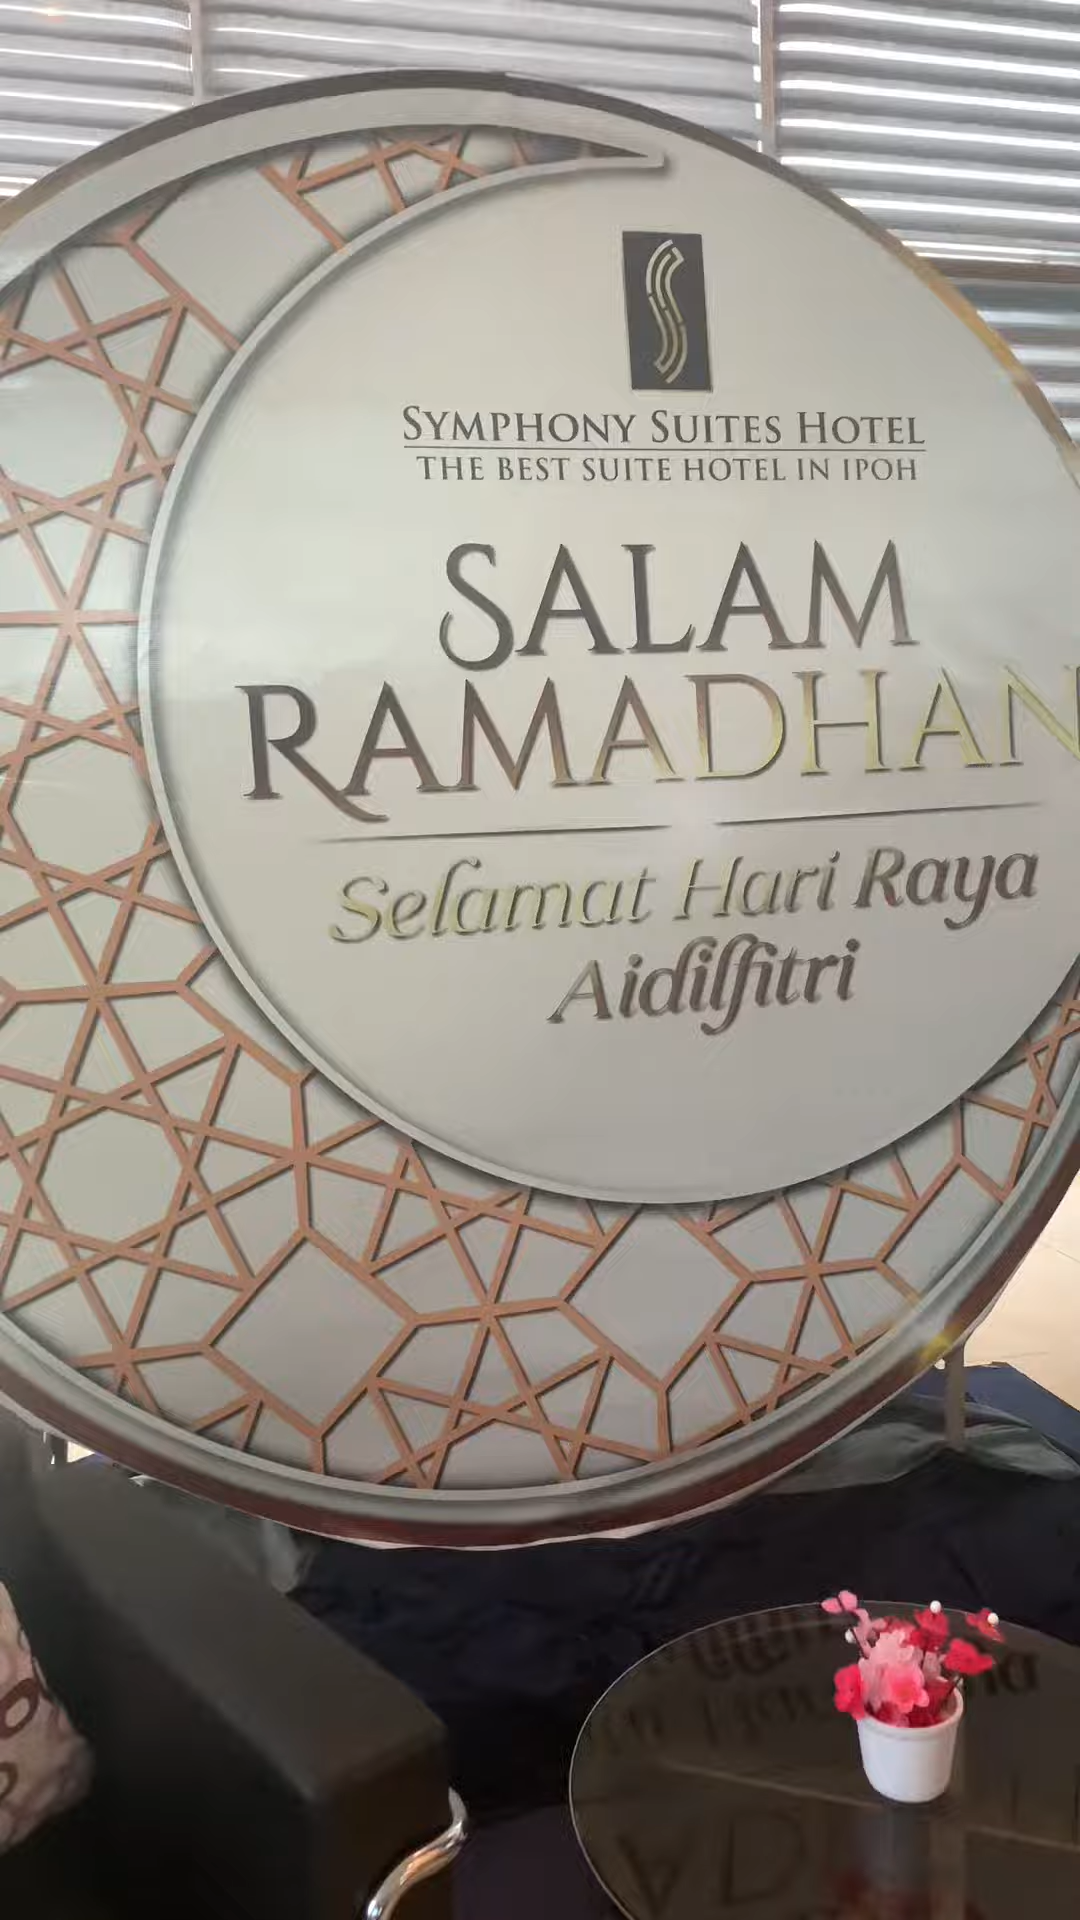 SYMPHONY SUITES HOTEL
THE BEST SUITE HOTEL IN IPOH
SALAM
RAMADHAN
Selamat Hari Raya
Aidilfitri